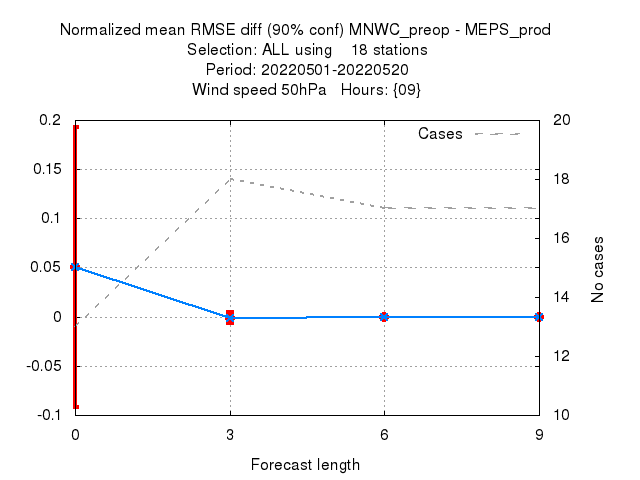 Normalized mean RMSE diff (90% conf) MNWC_preop - MEPS_prod
Selection: ALL using    18 stations
Period: 20220501-20220520
Wind speed 50hPa   Hours: {09}
0.2
0.15
0.1
0.05
0
-0.05
-0.1
Cases
20
18
16
14
12
10
No cases
0 3 6 9
Forecast length